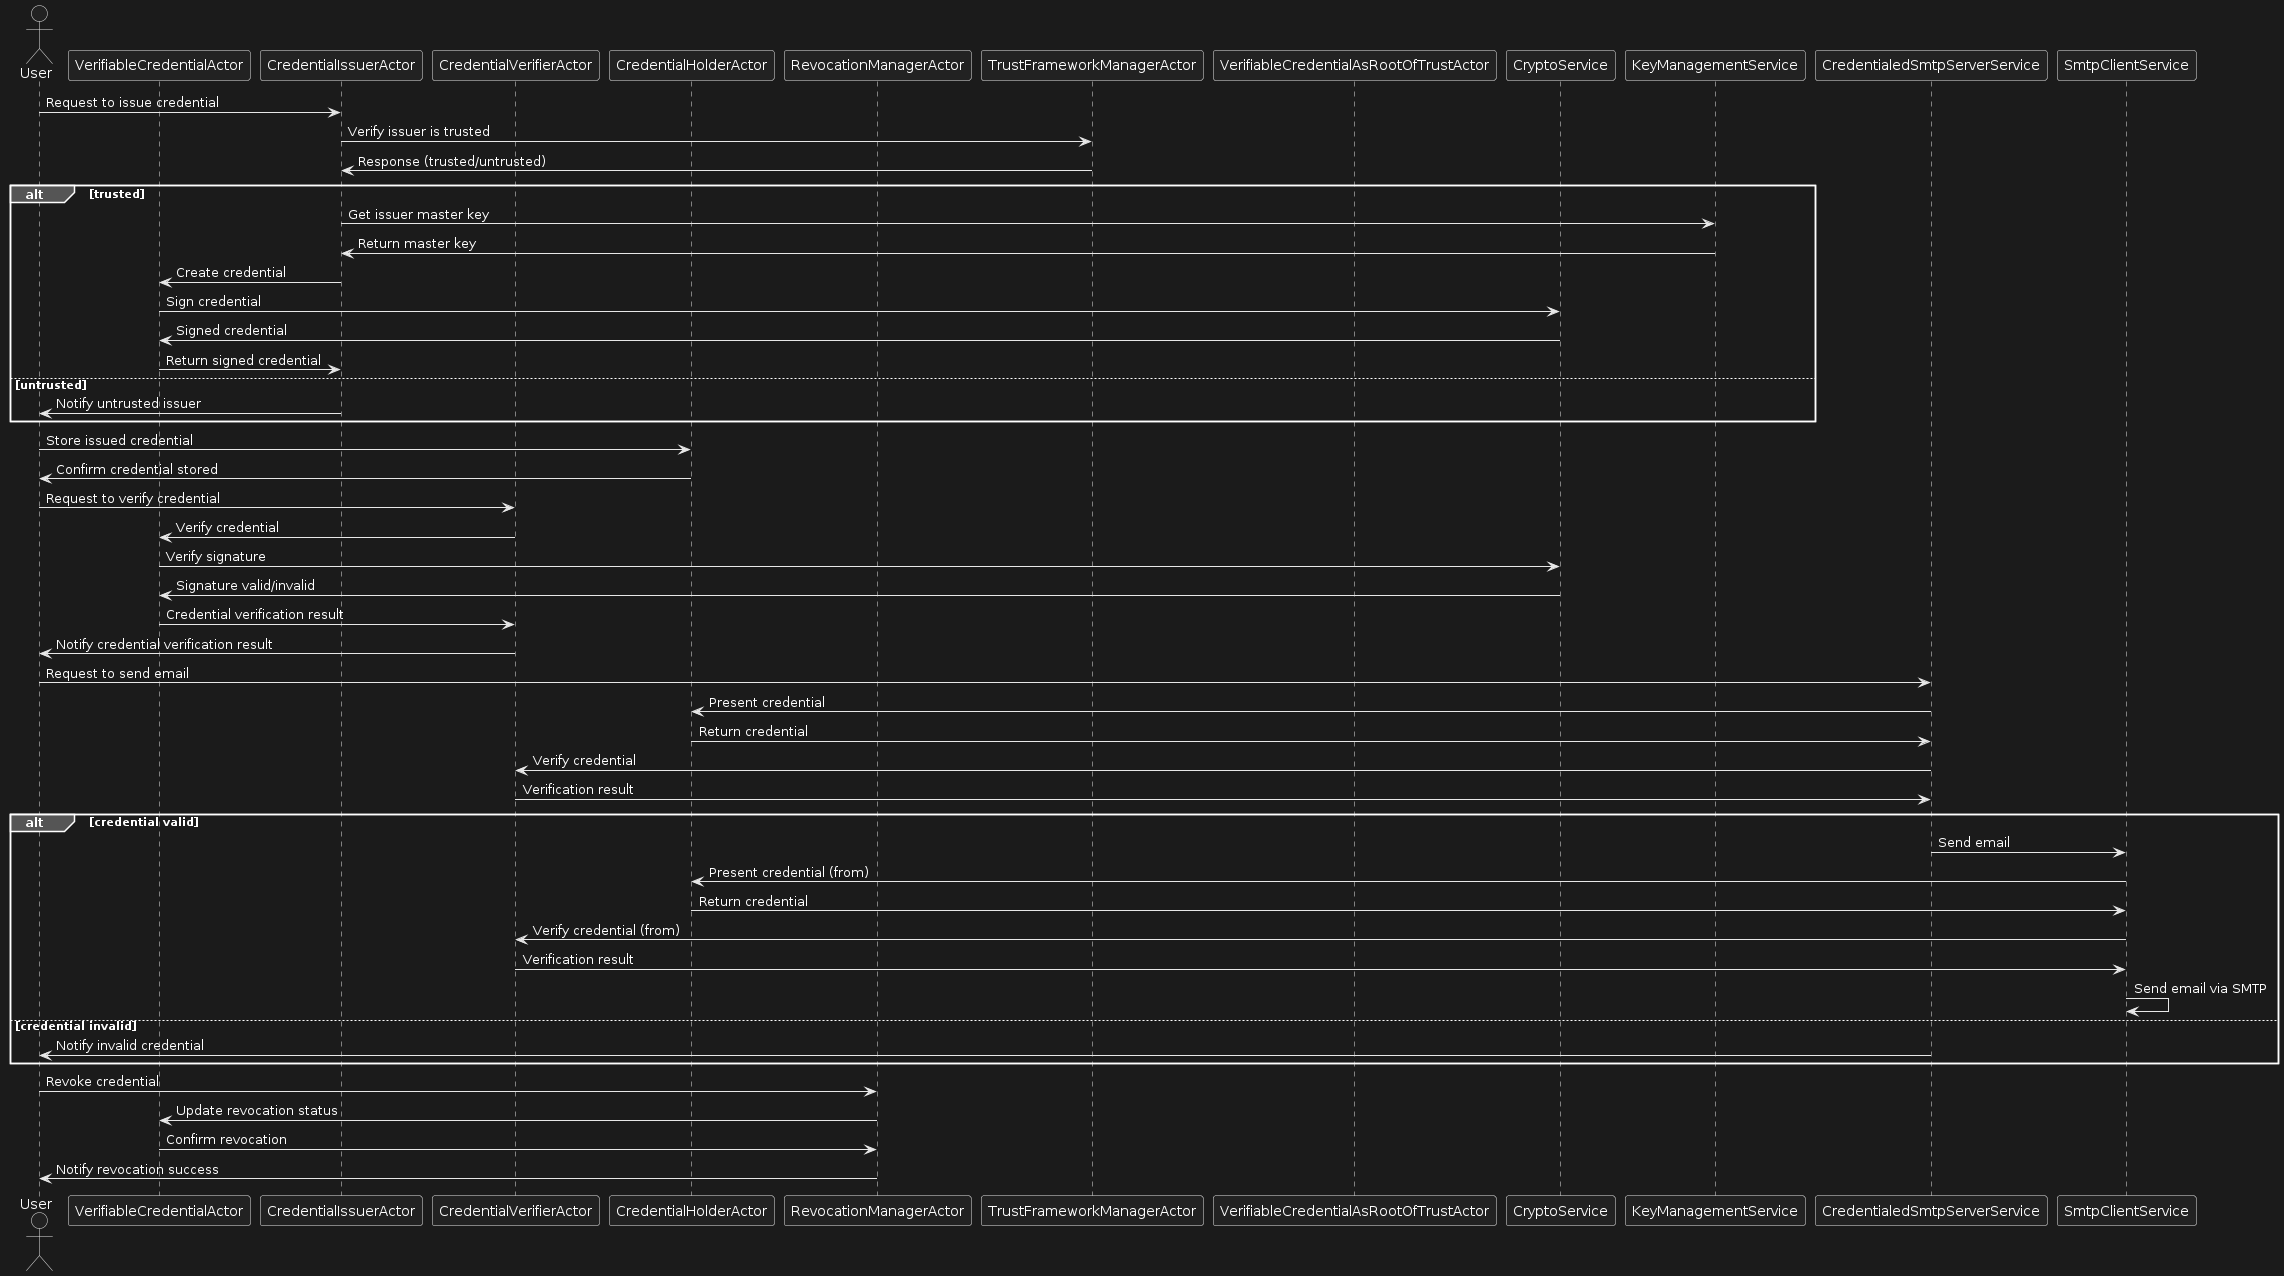 User
VerifiableCredentialActor
CredentialIssuerActor
CredentialVerifierActor
CredentialHolderActor
RevocationManagerActor
TrustFrameworkManagerActor
VerifiableCredentialAsRootOfTrustActor
CryptoService
KeyManagementService
CredentialedSmtpServerService
SmtpClientService
Request to issue credential
Verify issuer is trusted
Response (trusted/untrusted)
alt [trusted]
Get issuer master key
Return master key
Create credential
Sign credential
Signed credential
Return signed credential
[untrusted]
Notify untrusted issuer
Store issued credential
Confirm credential stored
Request to verify credential
Verify credential
Verify signature
Signature valid/invalid
Credential verification result
Notify credential verification result
Request to send email
Present credential
Return credential
Verify credential
Verification result
alt [credential valid]
Send email
Present credential (from)
Return credential
Verify credential (from)
Verification result
Send email via SMTP
[credential invalid]
Notify invalid credential
Revoke credential
Update revocation status
Confirm revocation
Notify revocation success
User
VerifiableCredentialActor
CredentialIssuerActor
CredentialVerifierActor
CredentialHolderActor
RevocationManagerActor
TrustFrameworkManagerActor
VerifiableCredentialAsRootOfTrustActor
CryptoService
KeyManagementService
CredentialedSmtpServerService
SmtpClientService